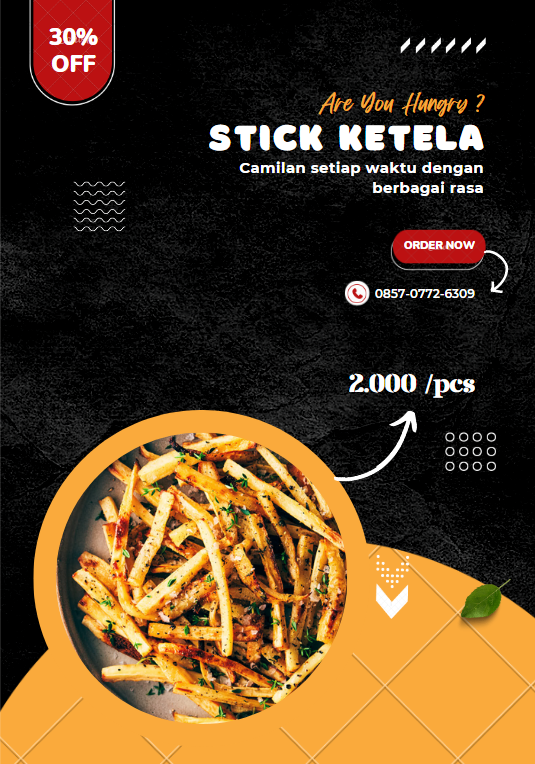 30%
OFF
Are You Hungry ?
STICK KETELA
Camilan setiap waktu dengan
berbagai rasa
ORDER NOW
0857-0772-6309
2.000 /pcs